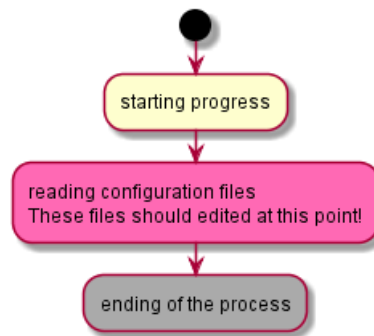 starting progress
reading configuration files
These files should edited at this point!
ending of the process